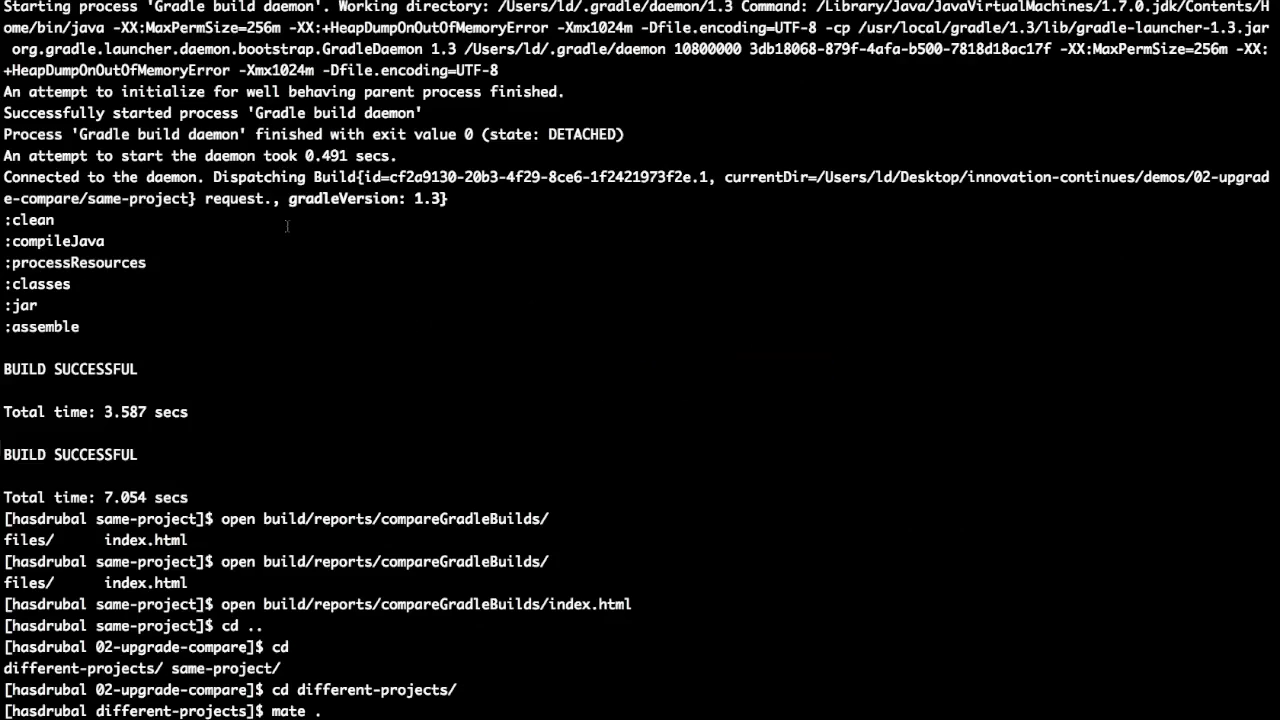 Starting process 'Gradle build daemon'. Working directory: /Users/ld/.gradle/daemon/1.3 Command: /Library/Java/JavaVirtualMachines/1.7.0.jdk/Contents/H
ome/bin/java -XX:MaxPermSize=256m -XX:+HeapDumpOnOutOfMemoryError -Xmx1024m -Dfile.encoding=UTF-8 -cp /usr/local/gradle/1.3/lib/gradle-launcher-1.3.jar
org.gradle.launcher.daemon.bootstrap.GradleDaemon 1.3 /Users/ld/.gradle/daemon 10800000 3db18068-879f-4afa-b500-7818d18ac17f -XX:MaxPermSize=256m -XX:
+HeapDumpOnOutOfMemoryError -Xmx1024m -Dfile.encoding=UTF-8
An attempt to initialize for well behaving parent process finished.
Successfully started process 'Gradle build daemon'
Process 'Gradle build daemon' finished with exit value 0 (state: DETACHED)
An attempt to start the daemon took 0.491 secs.
Connected to the daemon. Dispatching Build{id=cf2a9130-20b3-4f29-8ce6-1f2421973f2e.1, currentDir=/Users/ld/Desktop/innovation-continues/demos/02-upgrad
e-compare/same-project} request., gradleVersion: 1.3}
:clean
:compileJava
:processResources
:classes
:jar
:assemble
BUILD SUCCESSFUL
Total time: 3.587 secs
BUILD SUCCESSFUL
Total time: 7.054 secs
[hasdrubal same-project]$ open build/reports/compareGradleBuilds/
files/      index.html
[hasdrubal same-project]$ open build/reports/compareGradleBuilds/
files/      index.html
[hasdrubal same-project]$ open build/reports/compareGradleBuilds/index.html
[hasdrubal same-project]$ cd ..
[hasdrubal 02-upgrade-compare]$ cd
different-projects/ same-project/
[hasdrubal 02-upgrade-compare]$ cd different-projects/
[hasdrubal different-projects]$ mate .